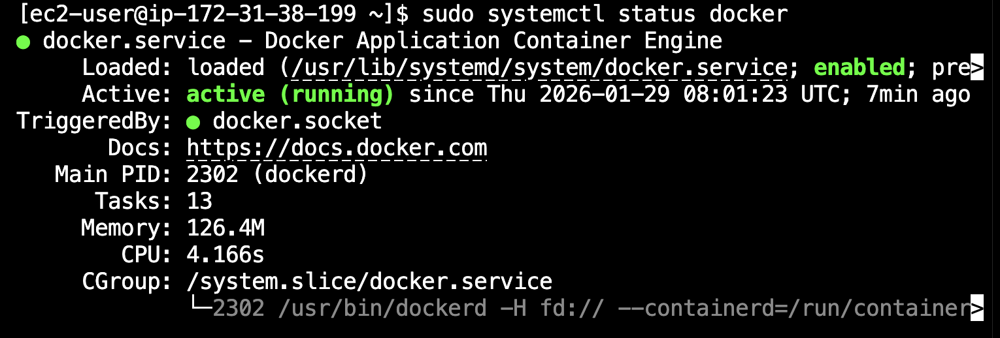 [ec2-user@ip-172-31-38-199 ~]$ sudo systemctl status docker
● docker.service - Docker Application Container Engine
     Loaded: loaded (/usr/lib/systemd/system/docker.service; enabled; pre>
     Active: active (running) since Thu 2026-01-29 08:01:23 UTC; 7min ago
TriggeredBy: ● docker.socket
       Docs: https://docs.docker.com
   Main PID: 2302 (dockerd)
      Tasks: 13
     Memory: 126.4M
        CPU: 4.166s
     CGroup: /system.slice/docker.service
             └─2302 /usr/bin/dockerd -H fd:// --containerd=/run/container>